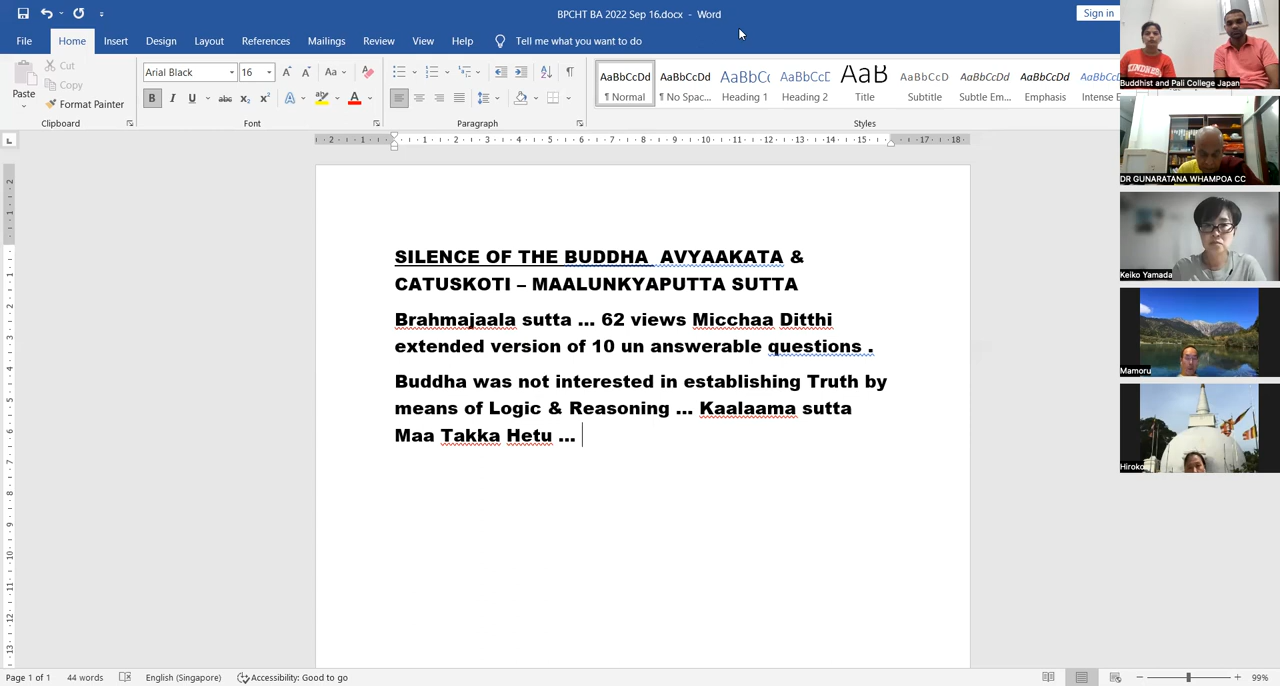 BPCHT BA 2022 Sep 16.docx - Word
Sign in
File Home Insert Design Layout References Mailings Review View Help Tell me what you want to do
Paste
Cut
Copy
Format Painter
Clipboard
Arial Black 16
Font
Paragraph
AaBbCcDd AaBbCcDd AaBbCc AaBbCcD AaB AaBbCcD AaBbCcDd AaBbCcDd
¶ Normal ¶ No Spac... Heading 1 Heading 2 Title Subtitle Subtle Em... Emphasis Intense E
Styles
SILENCE OF THE BUDDHA AVYAAKATA &
CATUSKOTI – MAALUNKYAPUTTA SUTTA
Brahmajaala sutta ... 62 views Micchaa Ditthi
extended version of 10 un answerable questions .
Buddha was not interested in establishing Truth by
means of Logic & Reasoning ... Kaalaama sutta
Maa Takka Hetu ...
Buddhist and Pali College Japan
DR GUNARATANA WHAMPOA CC
Keiko Yamada
Mamoru
Hiroko
Page 1 of 1 44 words English (Singapore) Accessibility: Good to go 99%